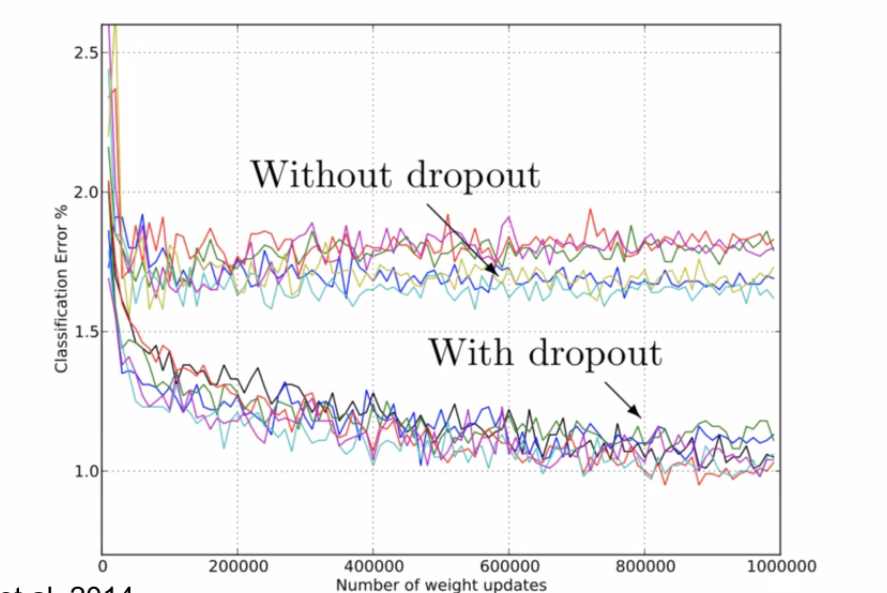 2.5
Without dropout
2.0
Classification Error %
With dropout
1.5
1.0
0 200000 400000 600000 800000 1000000
Number of weight updates
et al. 2014